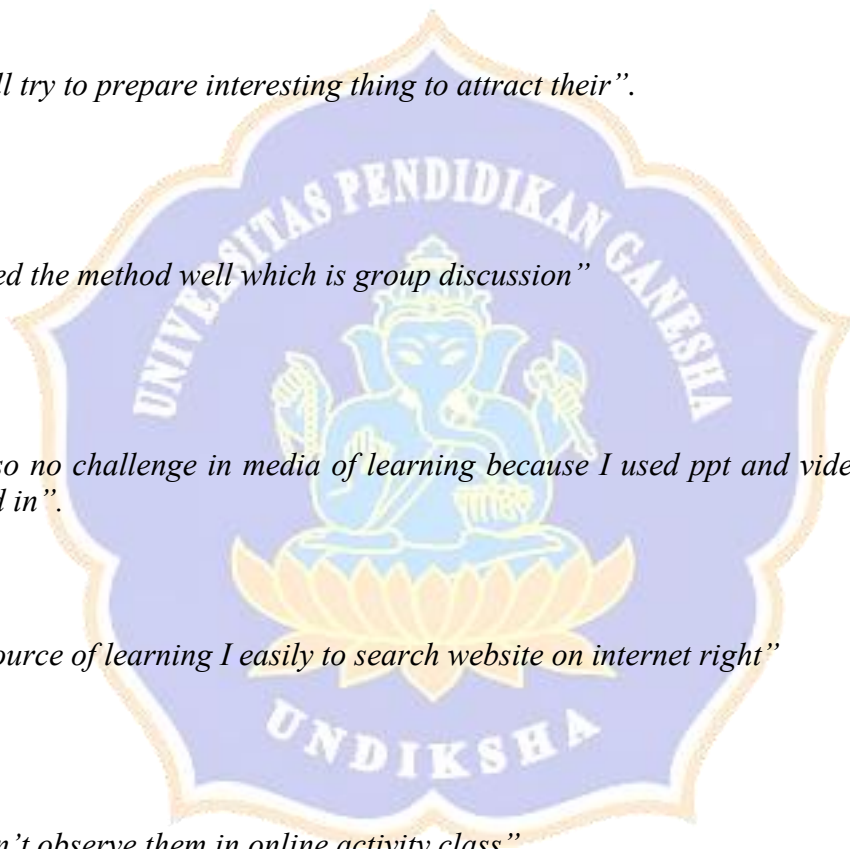 ll try to prepare interesting thing to attract their”.
UNIVERSITAS PENDIDIKAN GANESHA
ed the method well which is group discussion”
so no challenge in media of learning because I used ppt and vide
d in”.
ource of learning I easily to search website on internet right”
UNDIKSHA
n’t observe them in online activity class”